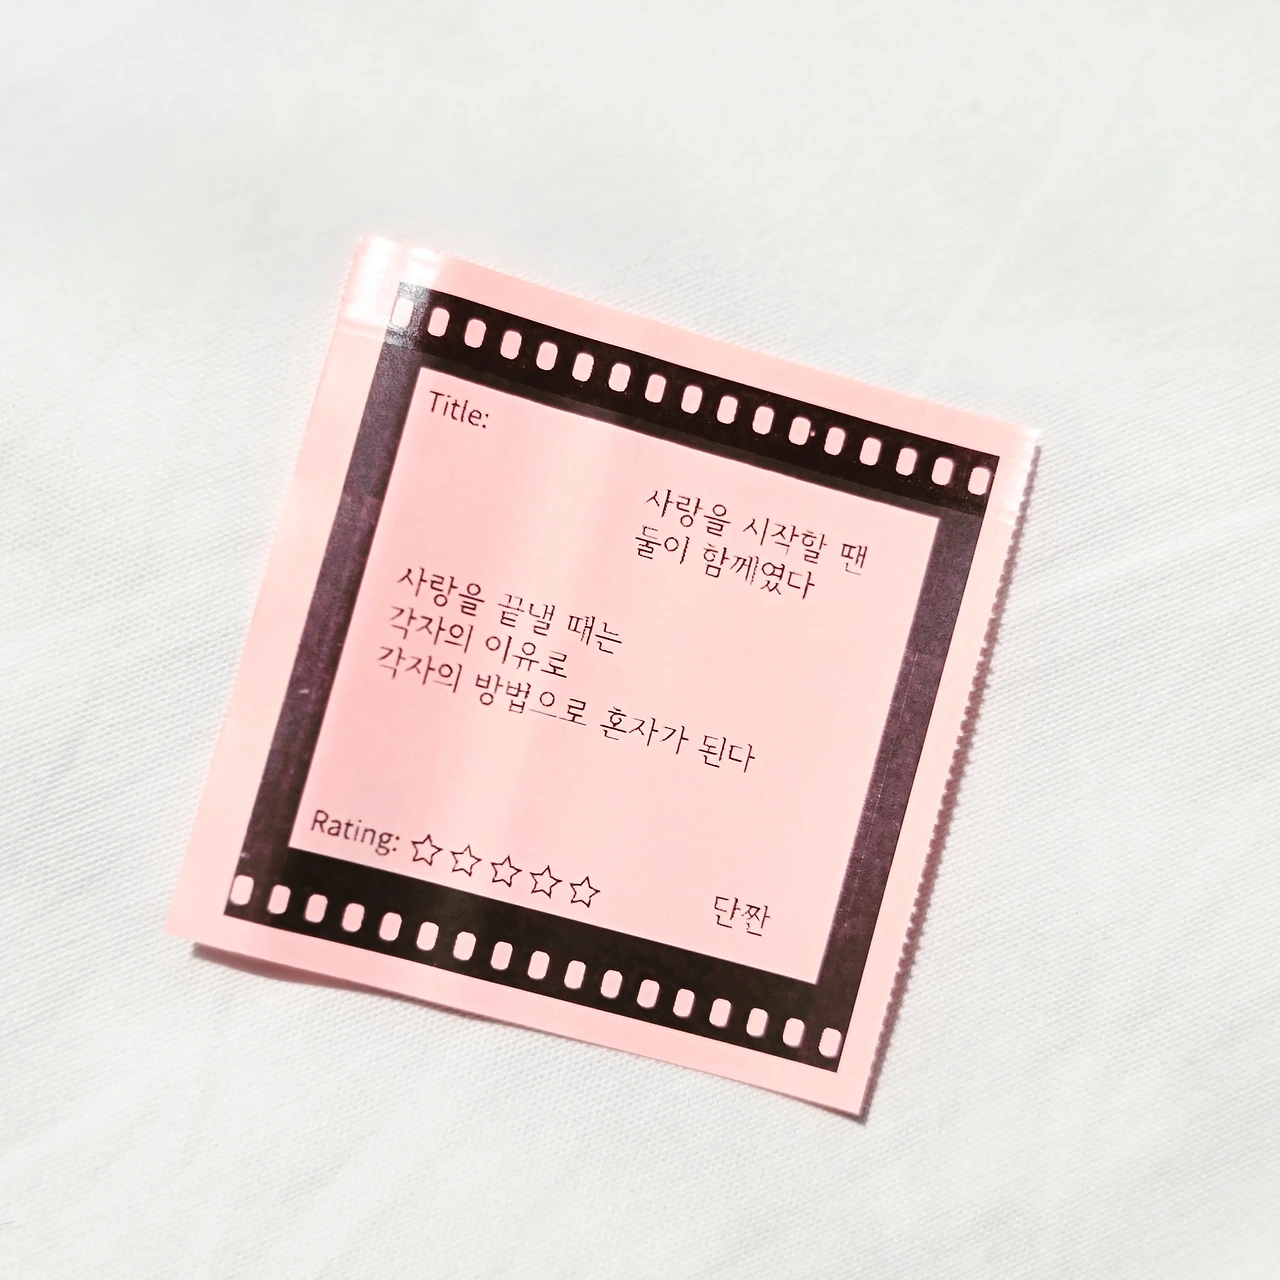 Title:
사랑을 시작할 땐
둘이 함께였다
사랑을 끝낼 때는
각자의 이유로
각자의 방법으로 혼자가 된다
Rating: ☆☆☆☆☆
단짠